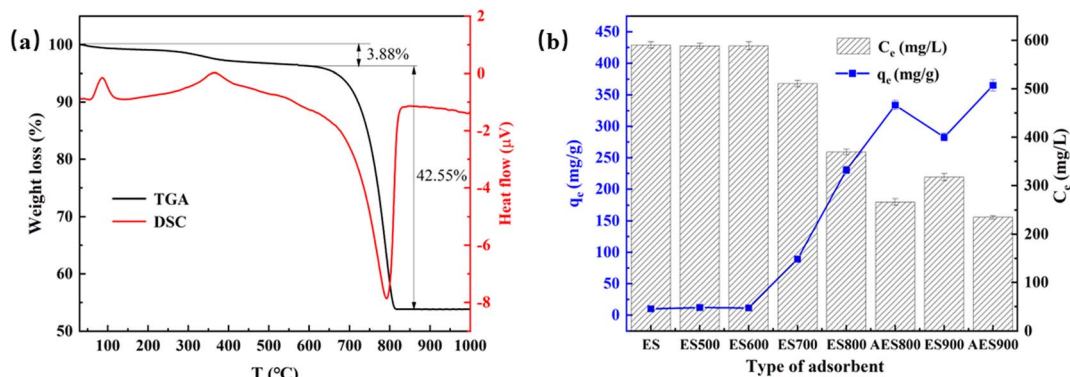 (a)
100
90
80
70
60
50
Weight loss (%)
3.88%
42.55%
TGA
DSC
2
0
-2
-4
-6
-8
Heat flow (μV)
100 200 300 400 500 600 700 800 900 1000
T (°C)
(b)
450
400
350
300
250
200
150
100
50
0
qe (mg/g)
Ce (mg/L)
qe (mg/g)
600
500
400
300
200
100
0
Ce (mg/L)
ES ES500 ES600 ES700 ES800 AES800 ES900 AES900
Type of adsorbent